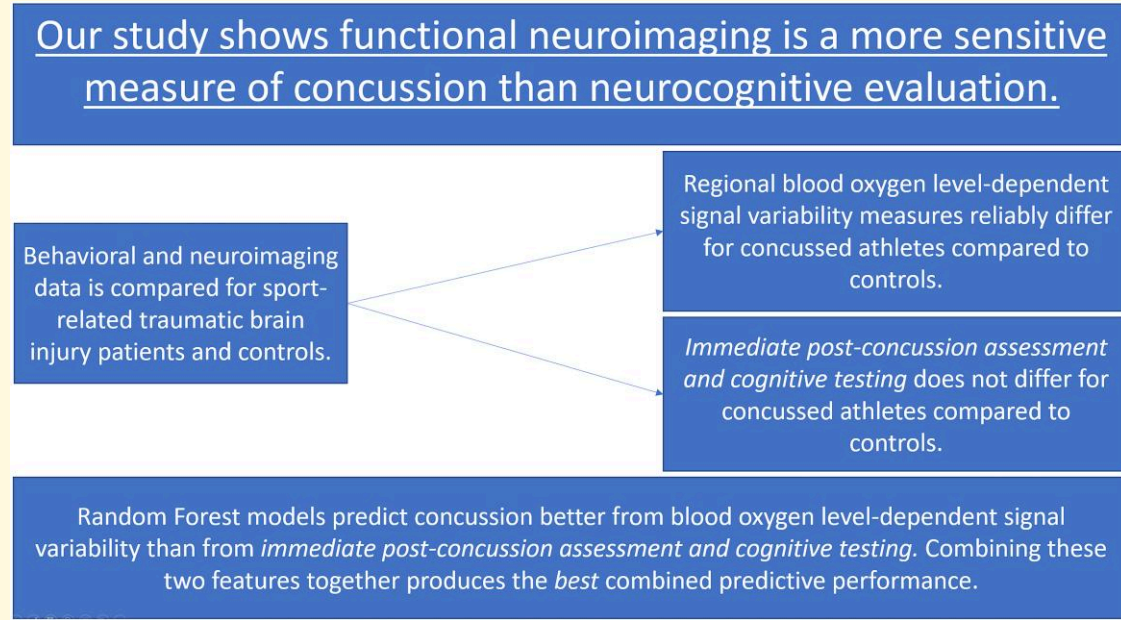 Our study shows functional neuroimaging is a more sensitive
measure of concussion than neurocognitive evaluation.
Behavioral and neuroimaging
data is compared for sport-
related traumatic brain
injury patients and controls.
Regional blood oxygen level-dependent
signal variability measures reliably differ
for concussed athletes compared to
controls.
Immediate post-concussion assessment
and cognitive testing does not differ for
concussed athletes compared to
controls.
Random Forest models predict concussion better from blood oxygen level-dependent signal
variability than from immediate post-concussion assessment and cognitive testing. Combining these
two features together produces the best combined predictive performance.